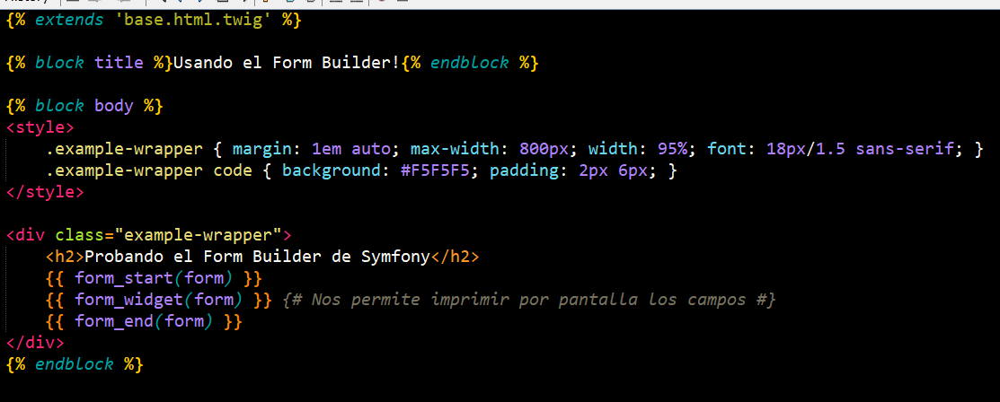 {% extends 'base.html.twig' %}
{% block title %}Usando el Form Builder!{% endblock %}
{% block body %}
<style>
    .example-wrapper { margin: 1em auto; max-width: 800px; width: 95%; font: 18px/1.5 sans-serif; }
    .example-wrapper code { background: #F5F5F5; padding: 2px 6px; }
</style>
<div class="example-wrapper">
    <h2>Probando el Form Builder de Symfony</h2>
    {{ form_start(form) }}
    {{ form_widget(form) }} {# Nos permite imprimir por pantalla los campos #}
    {{ form_end(form) }}
</div>
{% endblock %}